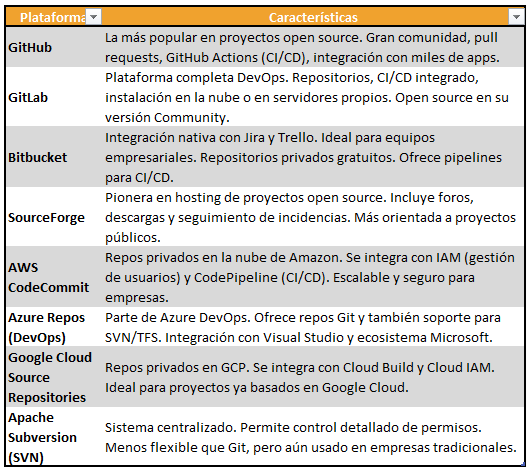 Plataforma Características
GitHub
La más popular en proyectos open source. Gran comunidad, pull
requests, GitHub Actions (CI/CD), integración con miles de apps.
GitLab
Plataforma completa DevOps. Repositorios, CI/CD integrado,
instalación en la nube o en servidores propios. Open source en su
versión Community.
Bitbucket
Integración nativa con Jira y Trello. Ideal para equipos
empresariales. Repositorios privados gratuitos. Ofrece pipelines
para CI/CD.
SourceForge
Pionera en hosting de proyectos open source. Incluye foros,
descargas y seguimiento de incidencias. Más orientada a proyectos
públicos.
AWS
CodeCommit
Repos privados en la nube de Amazon. Se integra con IAM (gestión
de usuarios) y CodePipeline (CI/CD). Escalable y seguro para
empresas.
Azure Repos
(DevOps)
Parte de Azure DevOps. Ofrece repos Git y también soporte para
SVN/TFS. Integración con Visual Studio y ecosistema Microsoft.
Google Cloud
Source
Repositories
Repos privados en GCP. Se integra con Cloud Build y Cloud IAM.
Ideal para proyectos ya basados en Google Cloud.
Apache
Subversion
(SVN)
Sistema centralizado. Permite control detallado de permisos.
Menos flexible que Git, pero aún usado en empresas tradicionales.